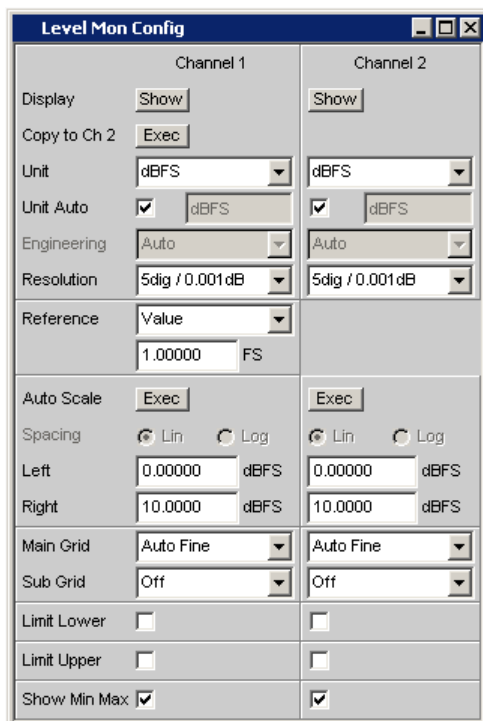 Level Mon Config
Channel 1 Channel 2
Display Show Show
Copy to Ch 2 Exec
Unit dBFS dBFS
Unit Auto dBFS dBFS
Engineering Auto Auto
Resolution 5dig / 0.001dB 5dig / 0.001dB
Reference Value
1.00000 FS
Auto Scale Exec Exec
Spacing Lin Log Lin Log
Left 0.00000 dBFS 0.00000 dBFS
Right 10.0000 dBFS 10.0000 dBFS
Main Grid Auto Fine Auto Fine
Sub Grid Off Off
Limit Lower
Limit Upper
Show Min Max